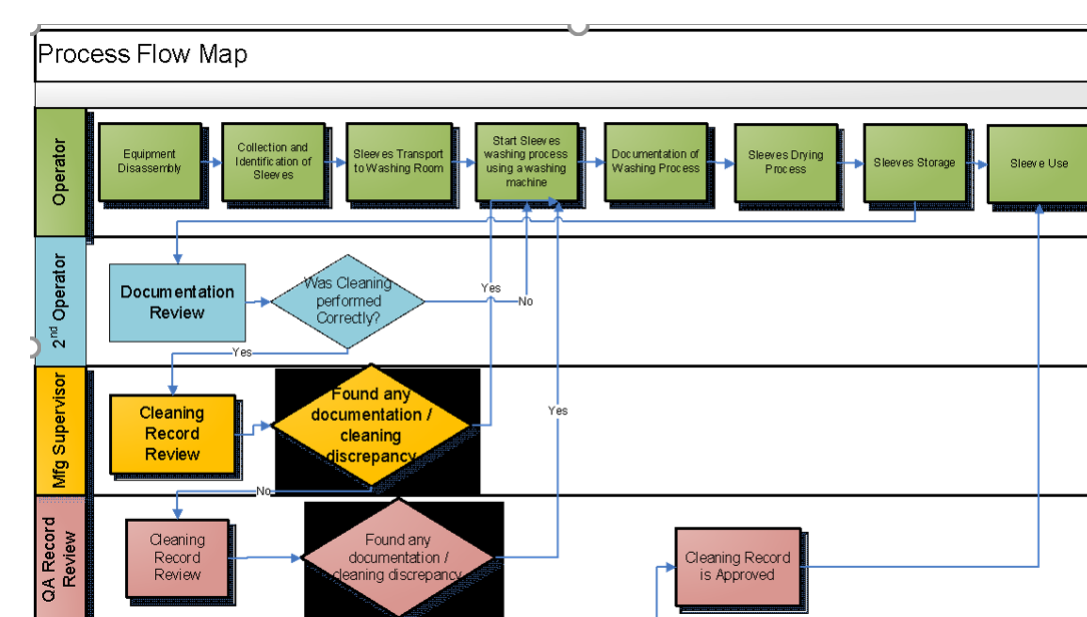 Process Flow Map
Operator
Equipment
Disassembly
Collection and
Identification of
Sleeves
Sleeves Transport
to Washing Room
Start Sleeves
washing process
using a washing
machine
Documentation of
Washing Process
Sleeves Drying
Process
Sleeves Storage
Sleeve Use
2nd Operator
Documentation
Review
Was Cleaning
performed
Correctly?
Yes
No
Yes
Mfg Supervisor
Cleaning
Record
Review
Found any
documentation /
cleaning
discrepancy
Yes
No
QA Record
Review
Cleaning
Record
Review
Found any
documentation /
cleaning discrepancy
Cleaning Record
is Approved